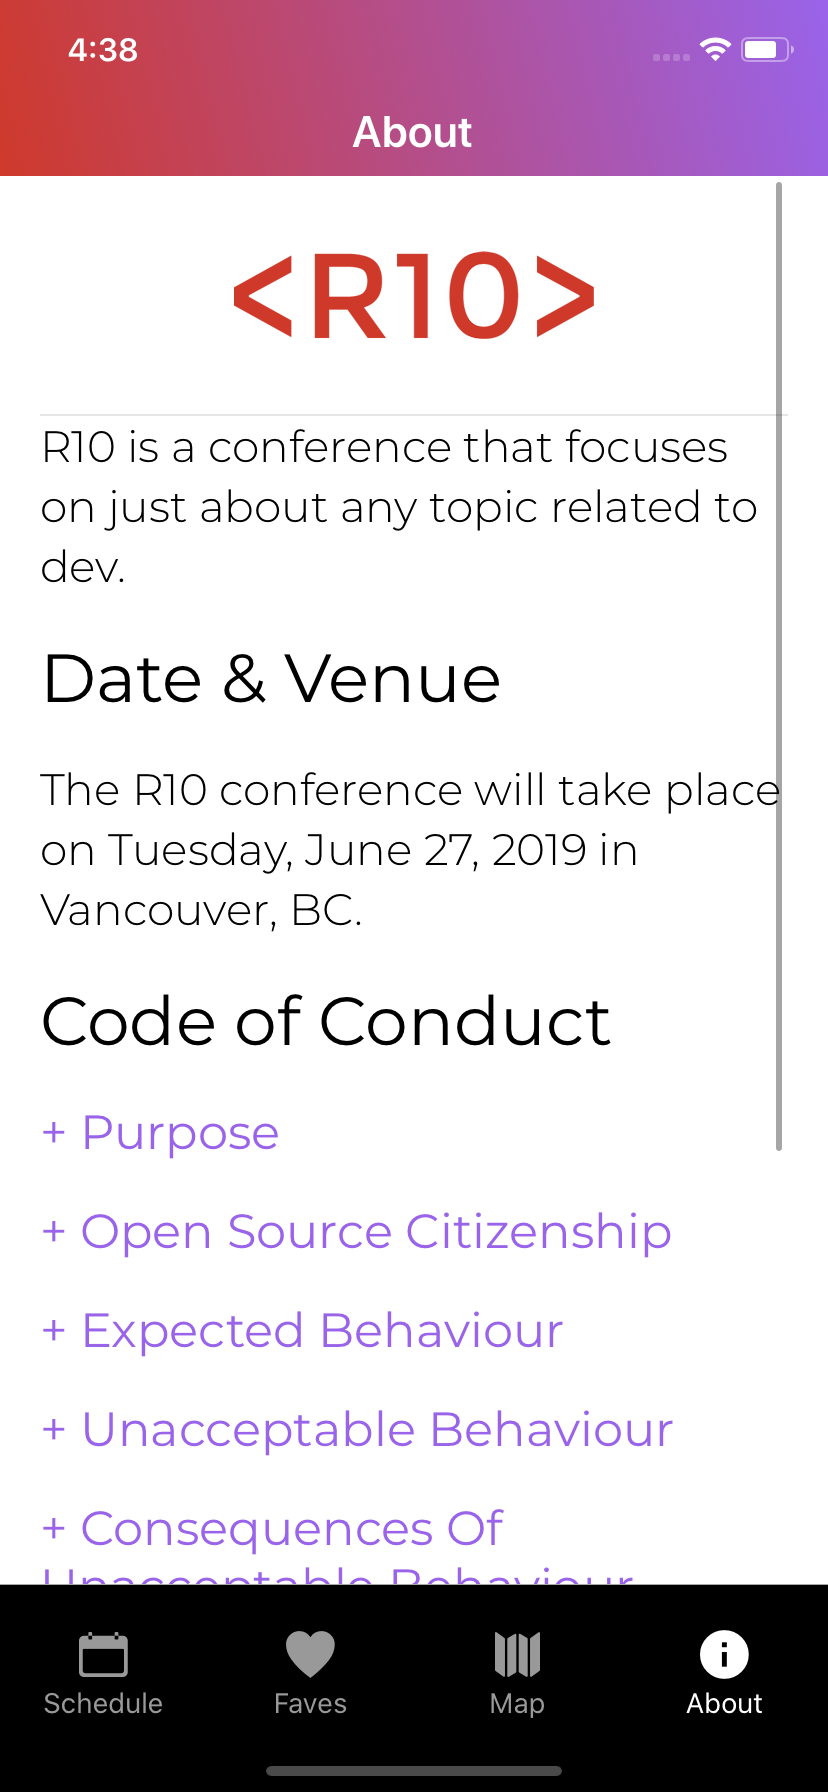 4:38
About
<R10>
R10 is a conference that focuses
on just about any topic related to
dev.
Date & Venue
The R10 conference will take place
on Tuesday, June 27, 2019 in
Vancouver, BC.
Code of Conduct
+ Purpose
+ Open Source Citizenship
+ Expected Behaviour
+ Unacceptable Behaviour
+ Consequences Of
Unacceptable Behaviour
Schedule
Faves
Map
About